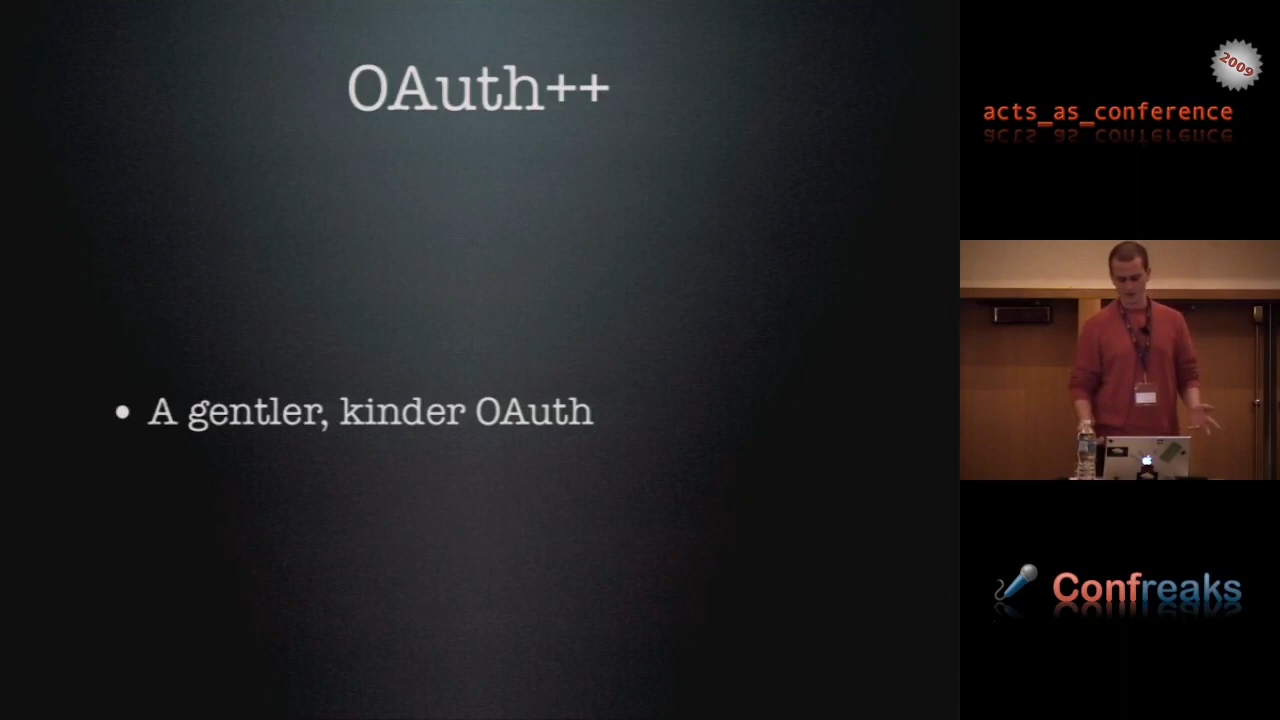 OAuth++
• A gentler, kinder OAuth
2009
acts_as_conference
Confreaks